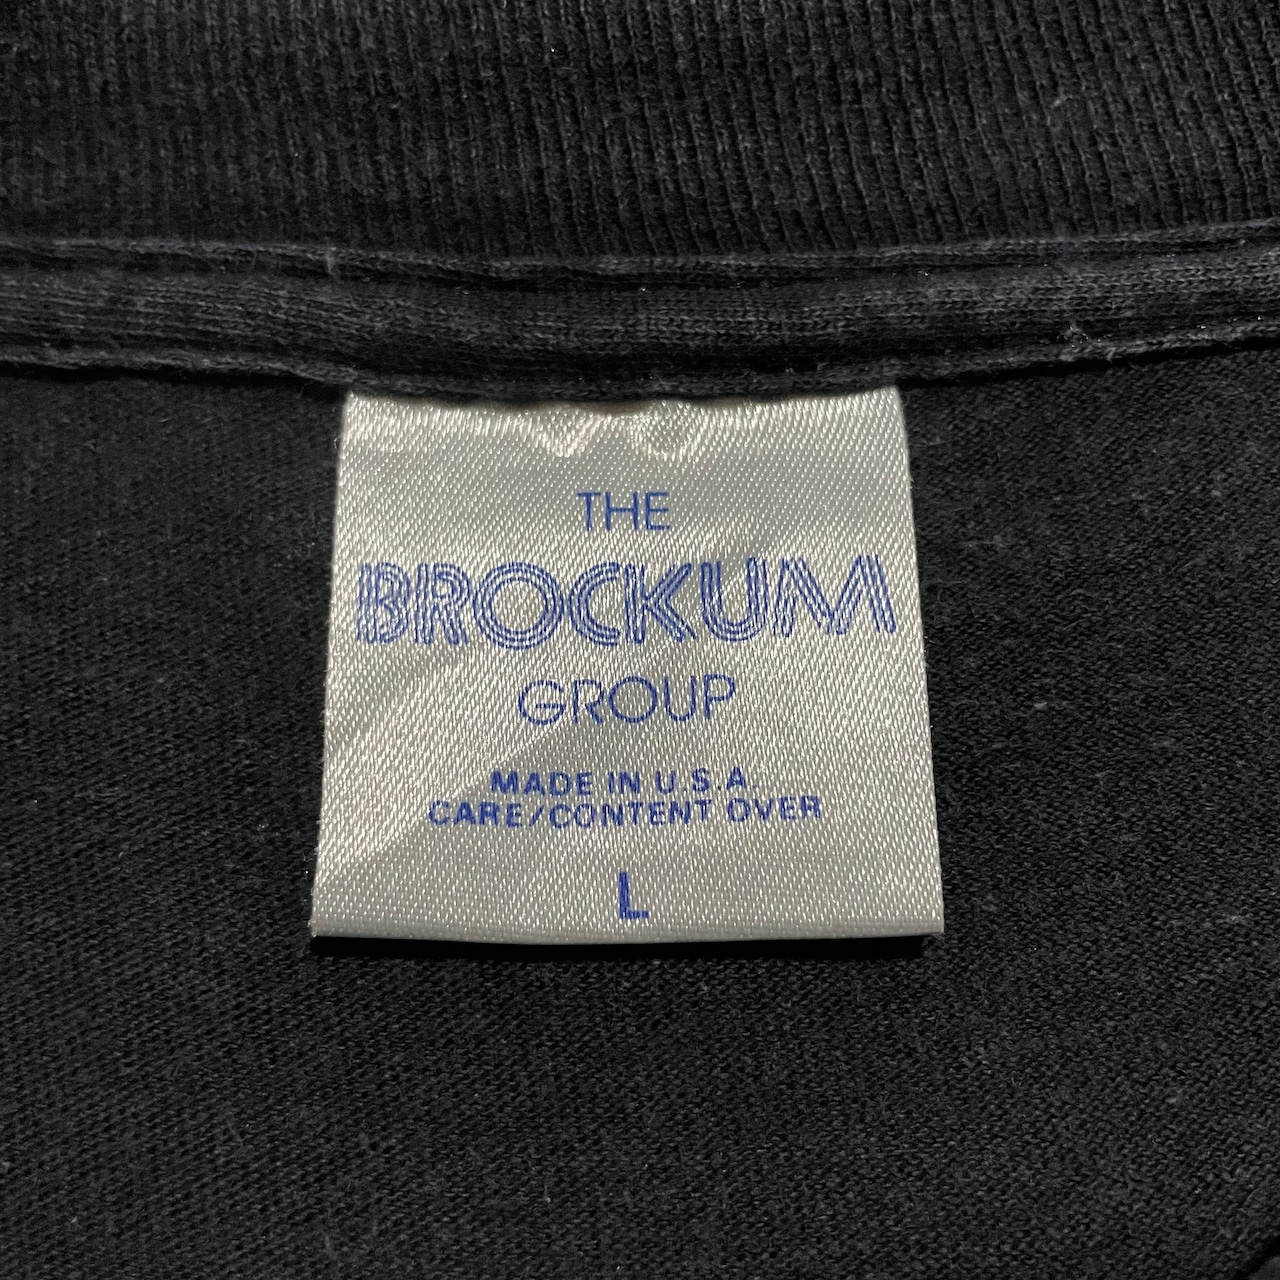 THE
BROCKUM
GROUP
MADE IN U.S.A.
CARE/CONTENT OVER
L